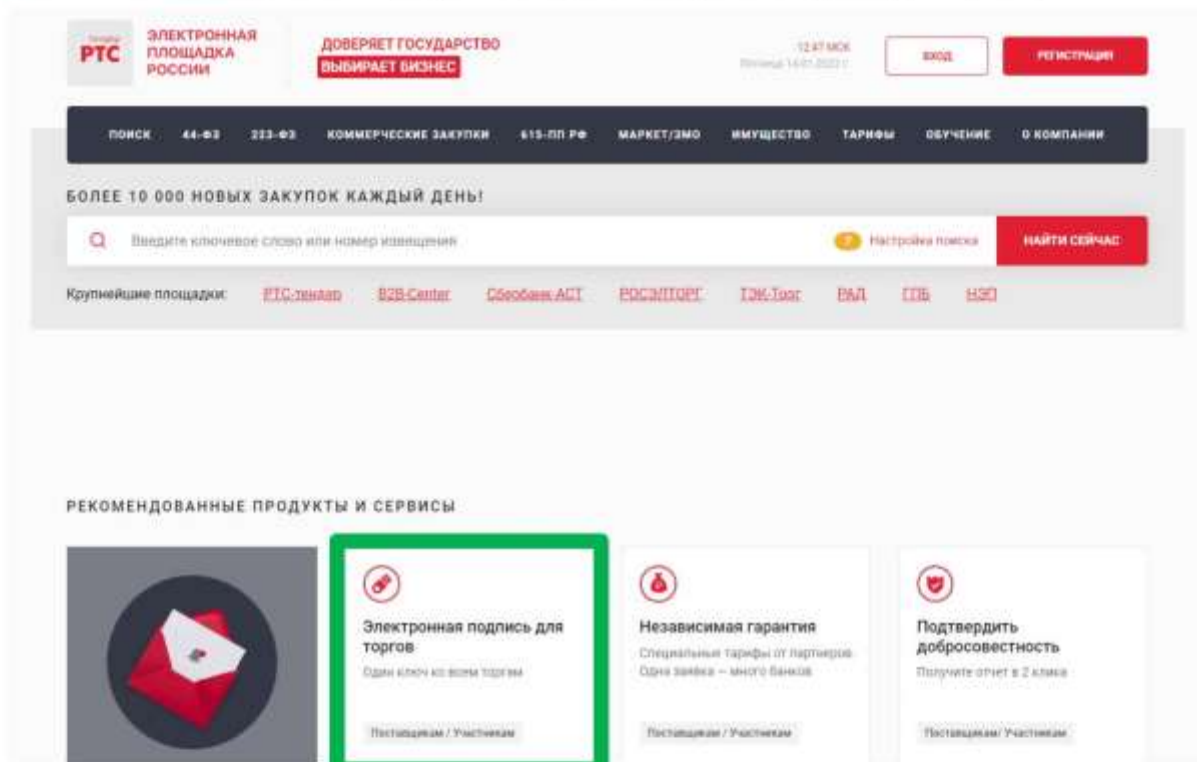 РТС
ЭЛЕКТРОННАЯ
ПЛОЩАДКА
РОССИИ
ДОВЕРЯЕТ ГОСУДАРСТВО
ВЫБИРАЕТ БИЗНЕС
12:47 МСК
ВХОД
РЕГИСТРАЦИЯ
ПОИСК 44-ФЗ 223-ФЗ КОММЕРЧЕСКИЕ ЗАКУПКИ 615-ПП РФ МАРКЕТ/ЗМО ИМУЩЕСТВО ТАРИФЫ ОБУЧЕНИЕ О КОМПАНИИ
БОЛЕЕ 10 000 НОВЫХ ЗАКУПОК КАЖДЫЙ ДЕНЬ!
Введите ключевое слово или номер извещения
? Настройка поиска
НАЙТИ СЕЙЧАС
Крупнейшие площадки: РТС-тендер B2B-Center Сбербанк-АСТ РОСЭЛТОРГ ТЭК-Торг РАД ГПБ НЭП
РЕКОМЕНДОВАННЫЕ ПРОДУКТЫ И СЕРВИСЫ
Электронная подпись для
торгов
Один ключ ко всем торгам
Поставщикам / Участникам
Независимая гарантия
Специальные тарифы от партнеров.
Одна заявка – много банков
Поставщикам / Участникам
Подтвердить
добросовестность
Получите отчет в 2 клика
Поставщикам/ Участникам